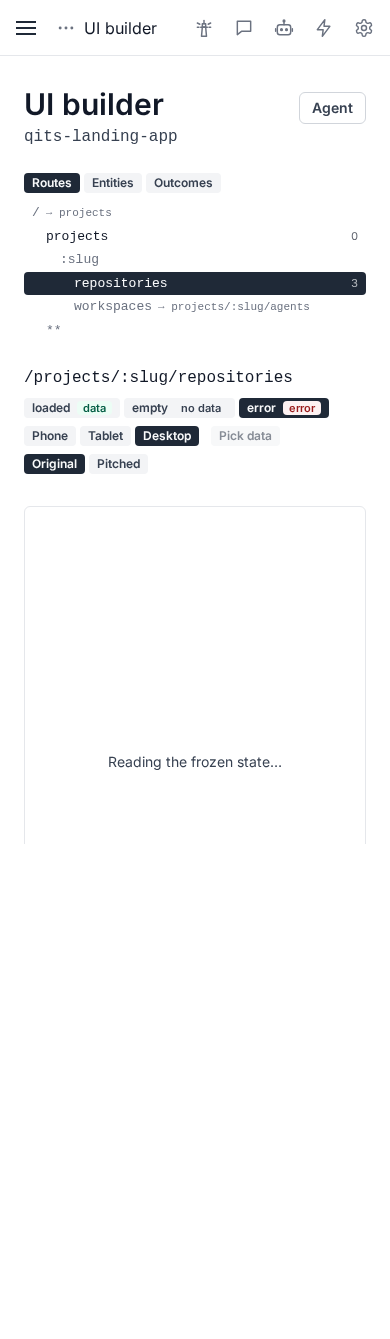 UI builder
UI builder
Agent
qits-landing-app
Routes Entities Outcomes
/ → projects
projects 0
:slug
repositories 3
workspaces → projects/:slug/agents
**
/projects/:slug/repositories
loaded data empty no data error error
Phone Tablet Desktop Pick data
Original Pitched
Reading the frozen state...